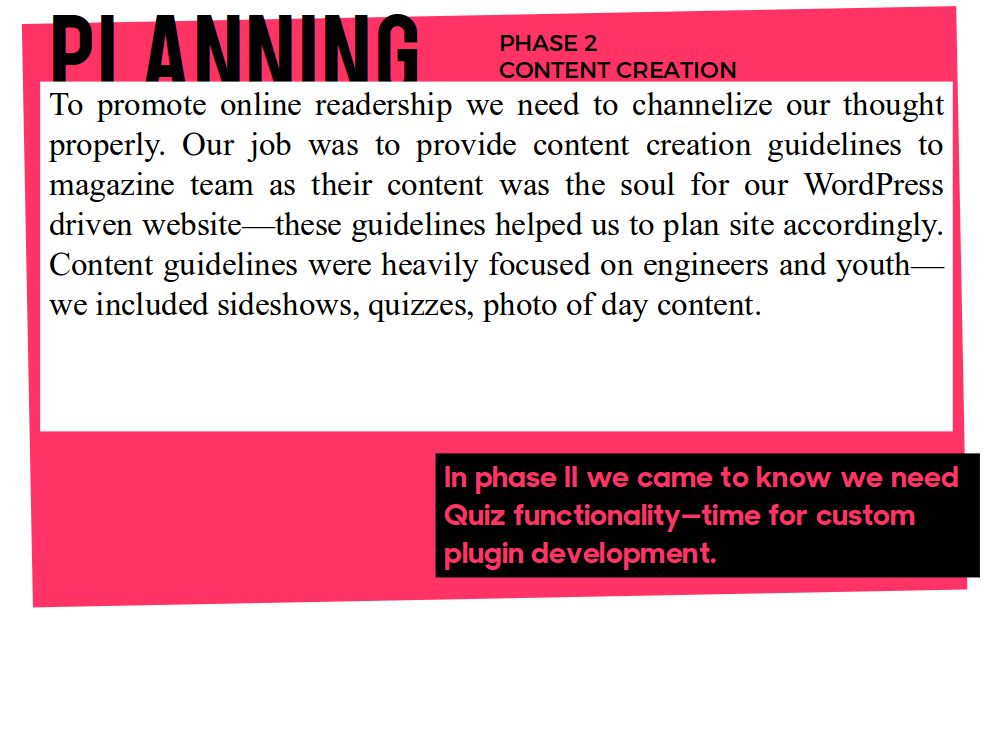 PLANNING
PHASE 2
CONTENT CREATION
To promote online readership we need to channelize our thought
properly. Our job was to provide content creation guidelines to
magazine team as their content was the soul for our WordPress
driven website—these guidelines helped us to plan site accordingly.
Content guidelines were heavily focused on engineers and youth—
we included sideshows, quizzes, photo of day content.
In phase II we came to know we need
Quiz functionality—time for custom
plugin development.